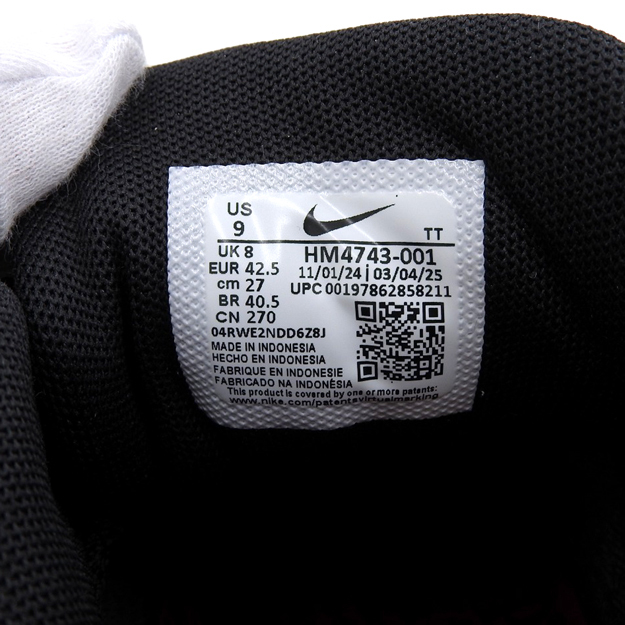 US
9
TT
UK 8
EUR 42.5
cm 27
BR 40.5
CN 270
HM4743-001
11/01/24 | 03/04/25
UPC 00197862858211
04RWE2NDD6Z8J
MADE IN INDONESIA
HECHO EN INDONESIA
FABRIQUE EN INDONESIE
FABRICADO NA INDONÉSIA
This product is covered by one or more patents:
www.nike.com/patentsvirtualmarking